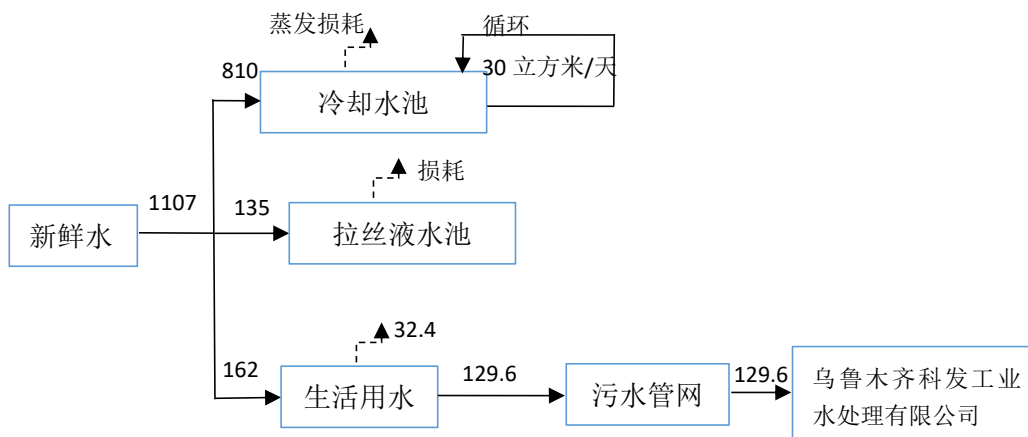 蒸发损耗
循环
810
30 立方米/天
冷却水池
损耗
1107
135
新鲜水
拉丝液水池
32.4
162
129.6
129.6
生活用水
污水管网
乌鲁木齐科发工业
水处理有限公司